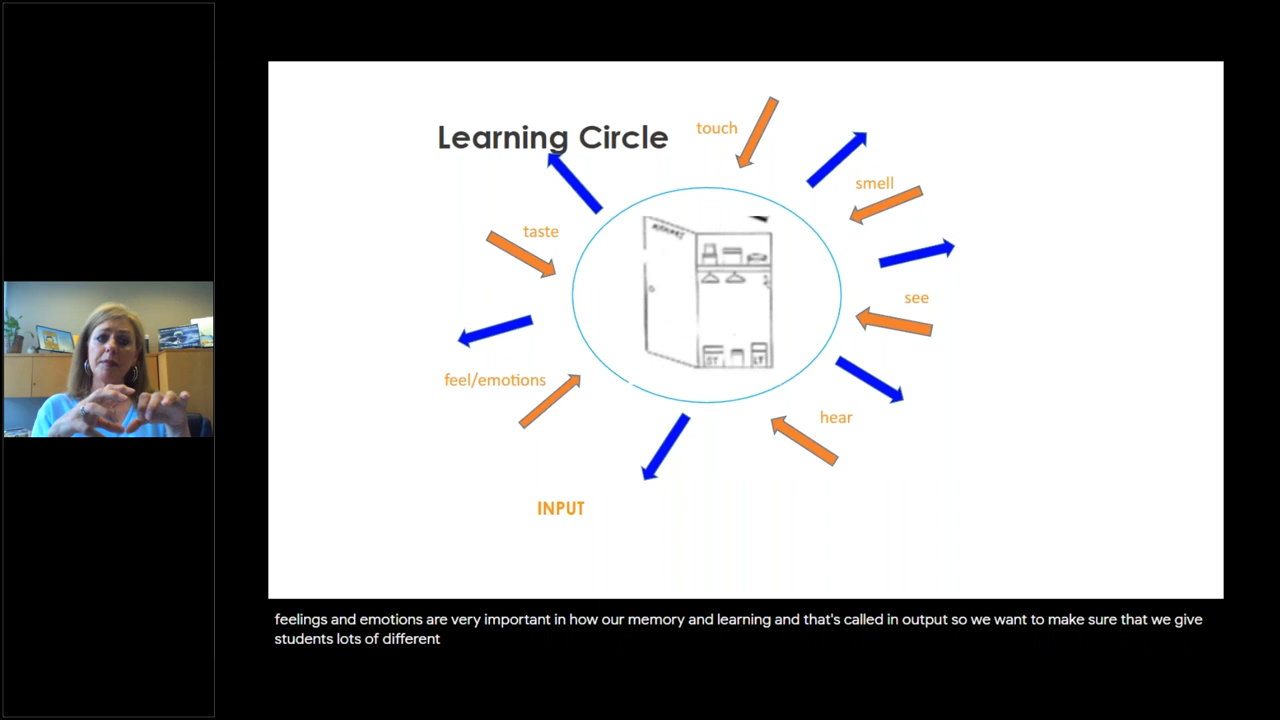 Learning Circle
touch
smell
taste
see
feel/emotions
hear
INPUT
ST
LT
feelings and emotions are very important in how our memory and learning and that's called in output so we want to make sure that we give
students lots of different